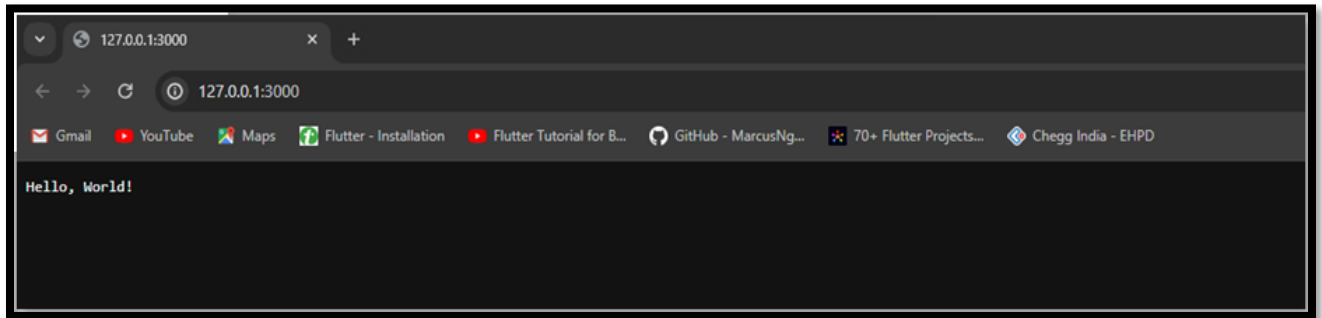 127.0.0.1:3000
127.0.0.1:3000
Gmail YouTube Maps Flutter - Installation Flutter Tutorial for B... GitHub - MarcusNg... 70+ Flutter Projects... Chegg India - EHPD
Hello, World!